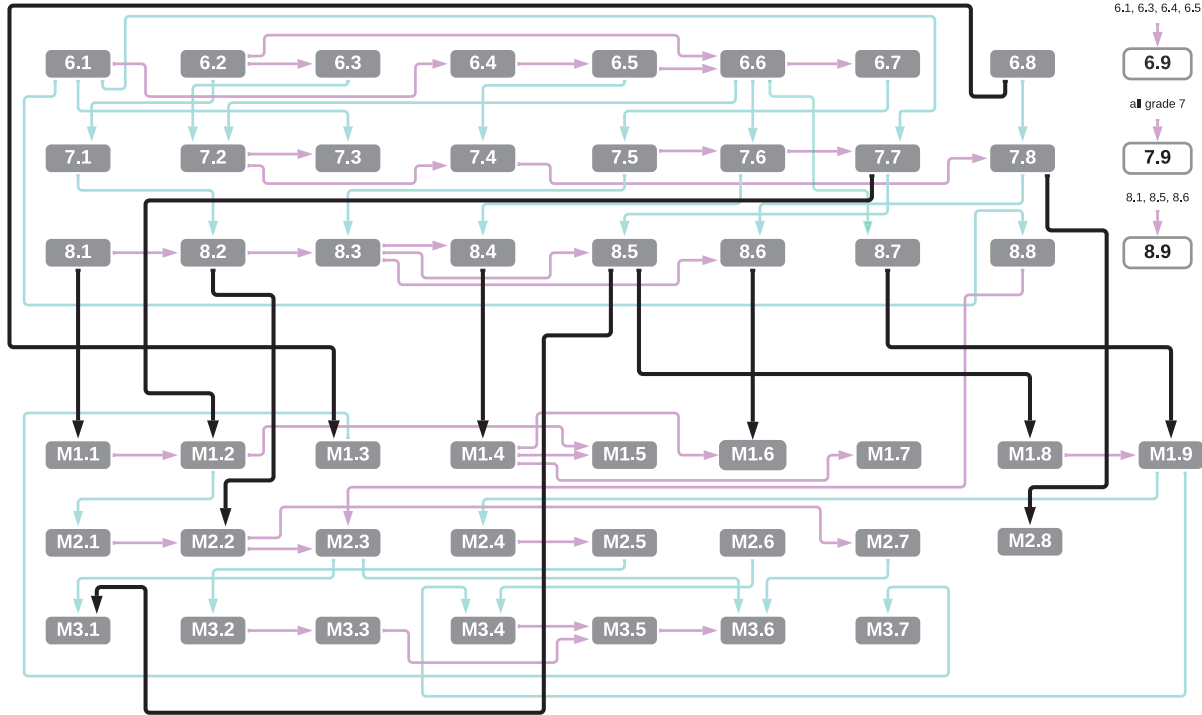 6.1, 6.3, 6.4, 6.5
6.1 6.2 6.3 6.4 6.5 6.6 6.7 6.8 6.9
all grade 7
7.1 7.2 7.3 7.4 7.5 7.6 7.7 7.8 7.9
8.1, 8.5, 8.6
8.1 8.2 8.3 8.4 8.5 8.6 8.7 8.8 8.9
M1.1 M1.2 M1.3 M1.4 M1.5 M1.6 M1.7 M1.8 M1.9
M2.1 M2.2 M2.3 M2.4 M2.5 M2.6 M2.7 M2.8
M3.1 M3.2 M3.3 M3.4 M3.5 M3.6 M3.7